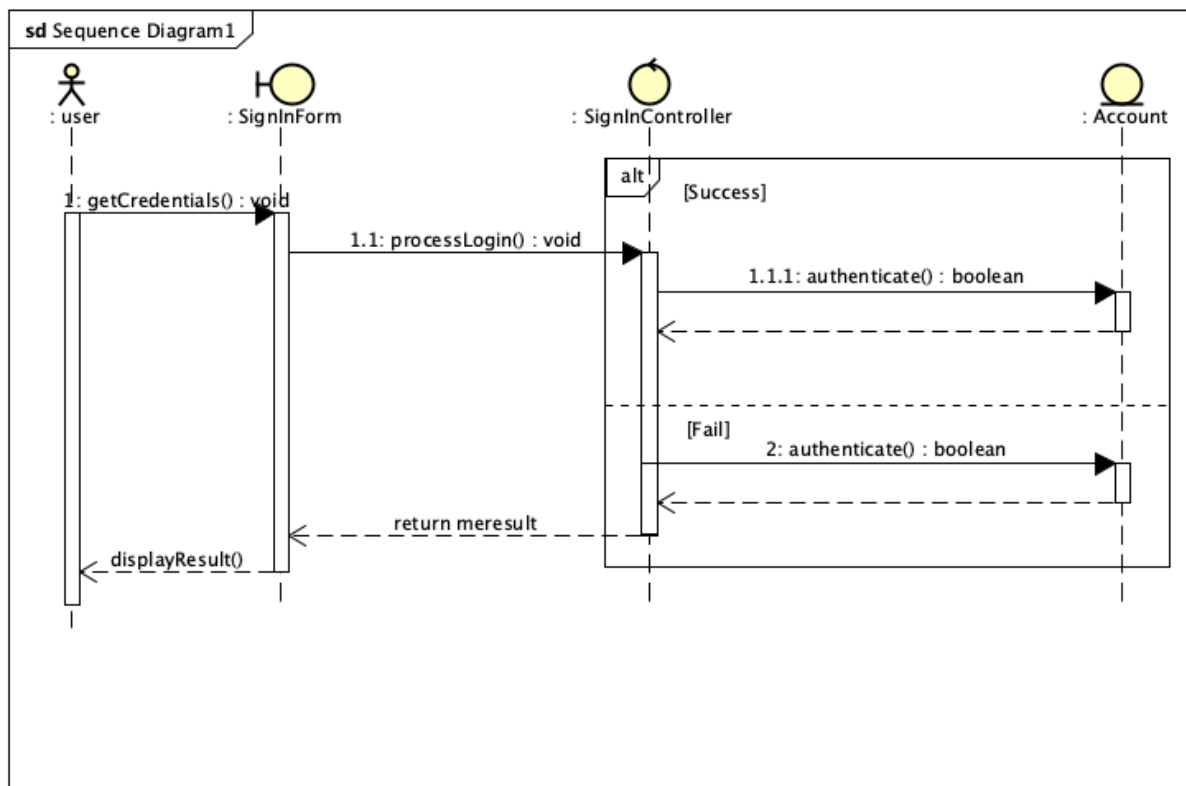 sd Sequence Diagram1
: user
: SignInForm
: SignInController
: Account
alt
[Success]
1: getCredentials() : void
1.1: processLogin() : void
1.1.1: authenticate() : boolean
[Fail]
2: authenticate() : boolean
return meresult
displayResult()